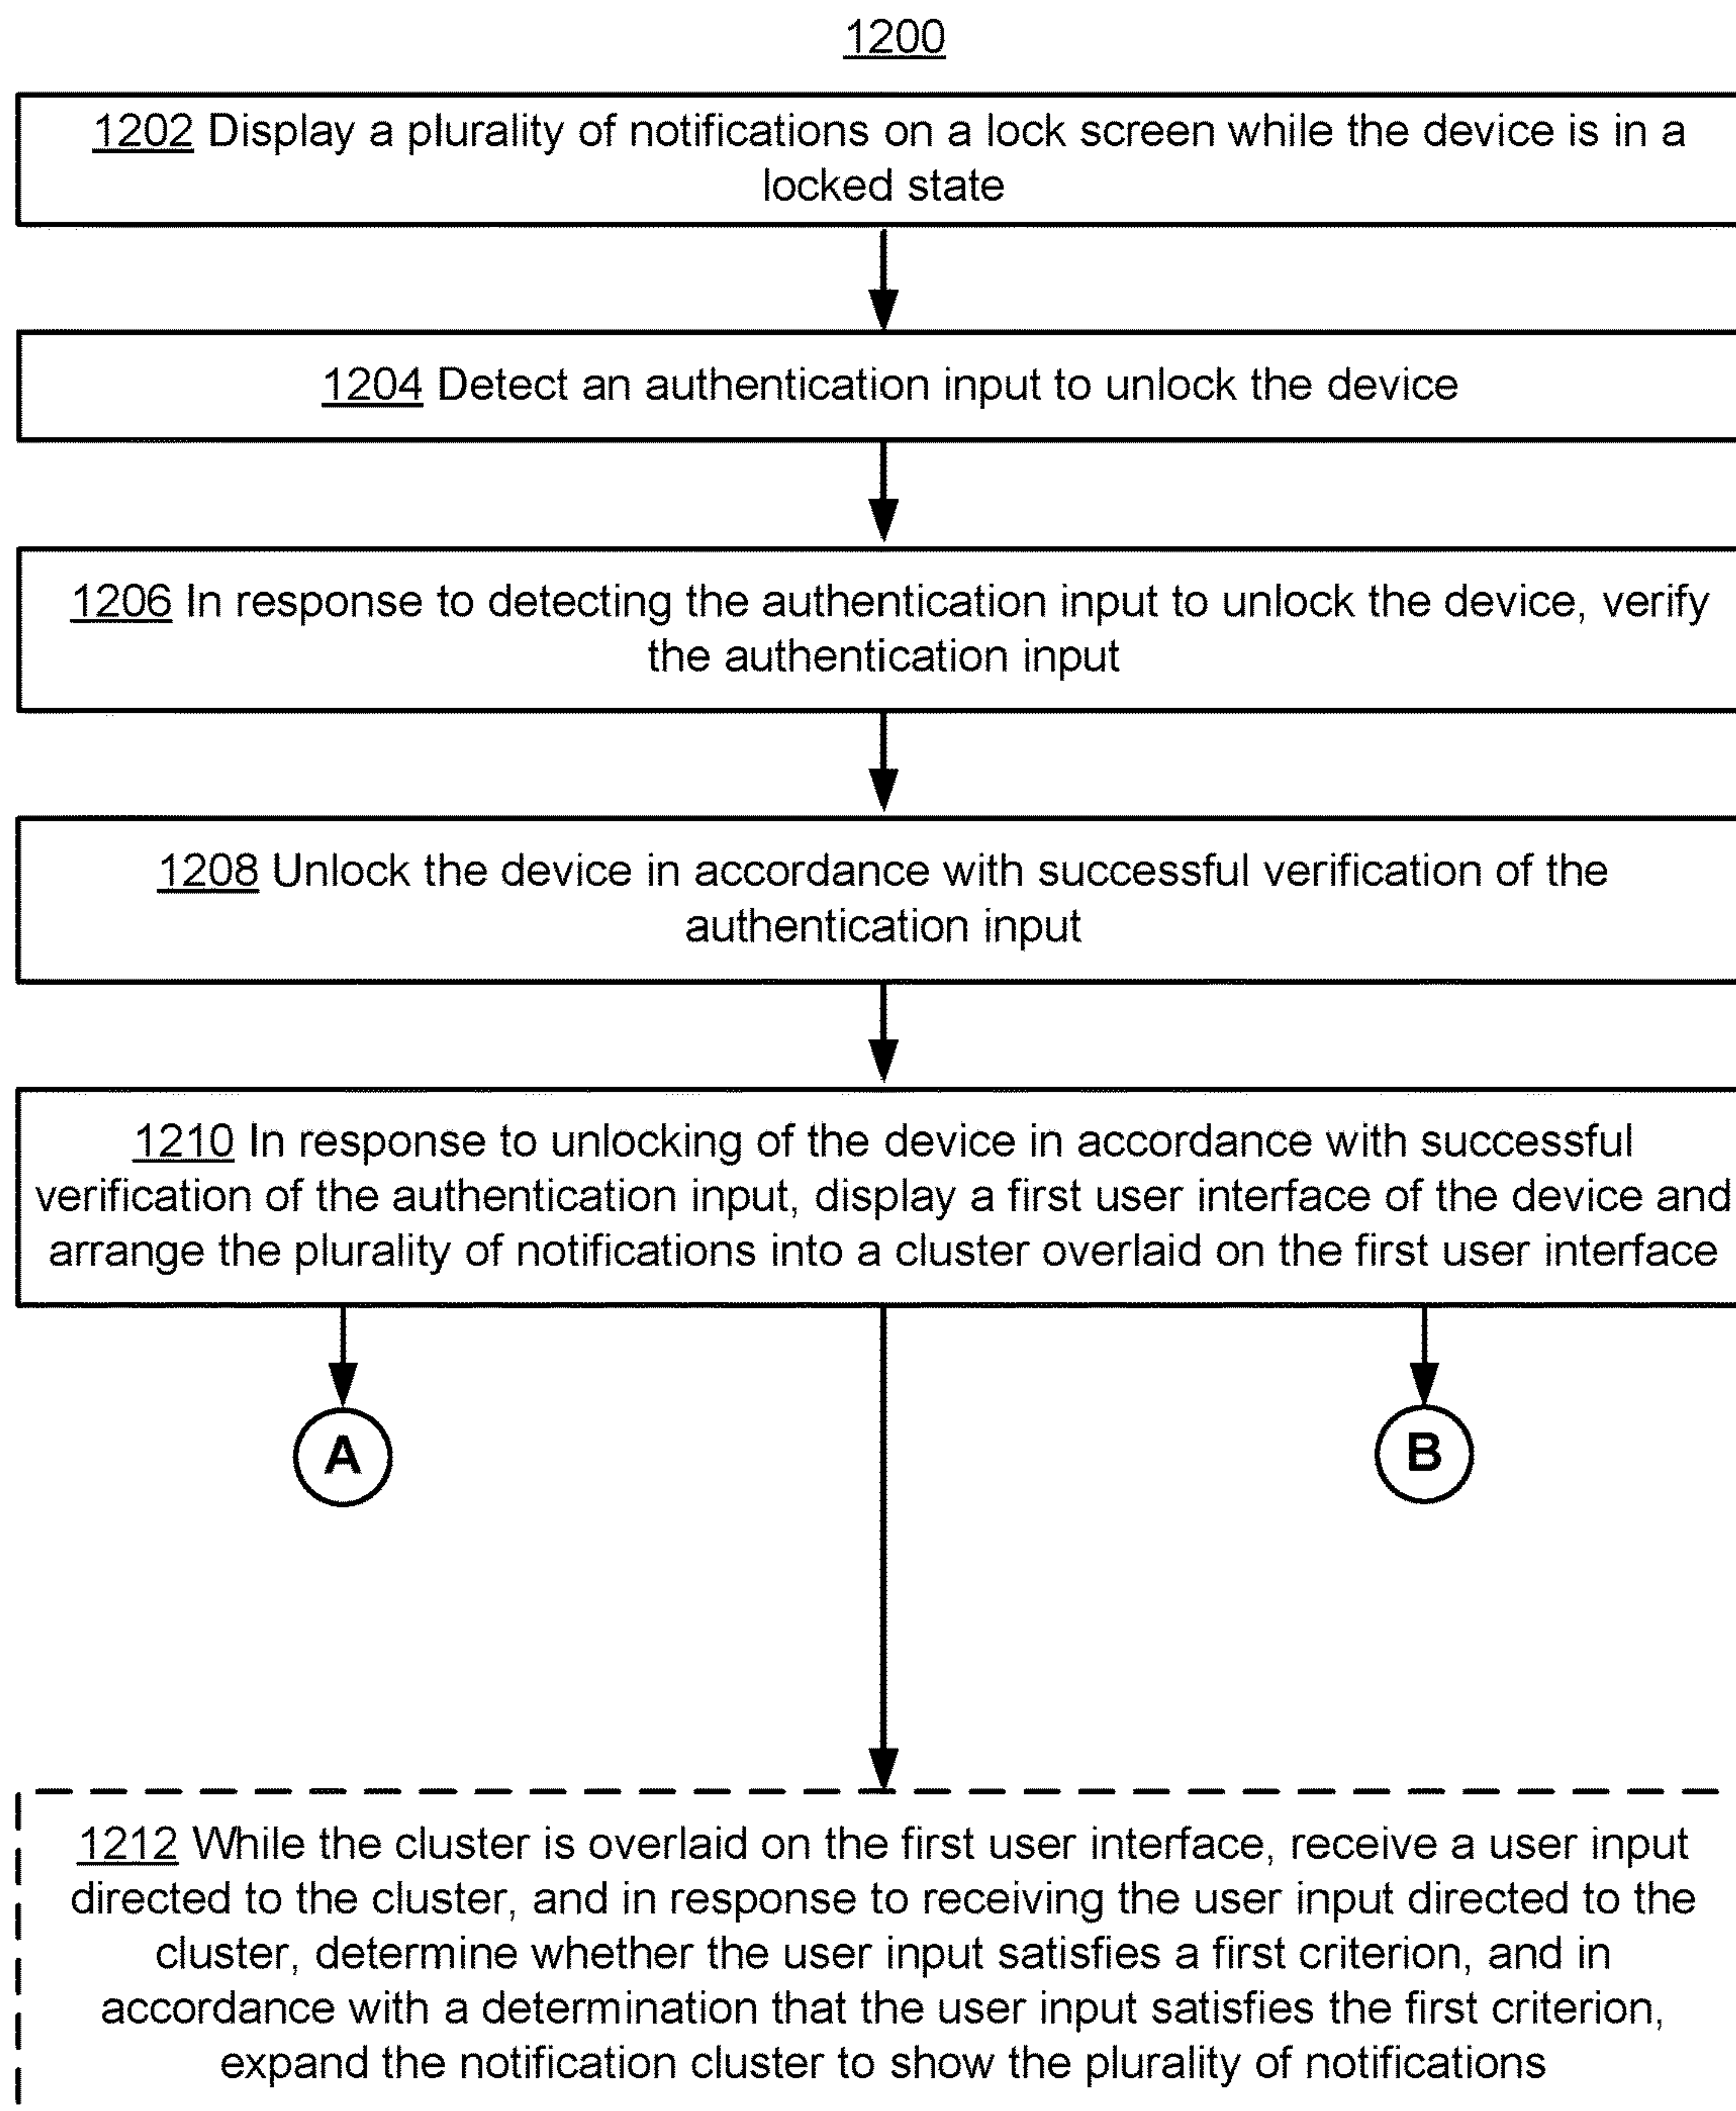 1200
1202 Display a plurality of notifications on a lock screen while the device is in a
locked state
1204 Detect an authentication input to unlock the device
1206 In response to detecting the authentication input to unlock the device, verify
the authentication input
1208 Unlock the device in accordance with successful verification of the
authentication input
1210 In response to unlocking of the device in accordance with successful
verification of the authentication input, display a first user interface of the device and
arrange the plurality of notifications into a cluster overlaid on the first user interface
A
B
1212 While the cluster is overlaid on the first user interface, receive a user input
directed to the cluster, and in response to receiving the user input directed to the
cluster, determine whether the user input satisfies a first criterion, and in
accordance with a determination that the user input satisfies the first criterion,
expand the notification cluster to show the plurality of notifications